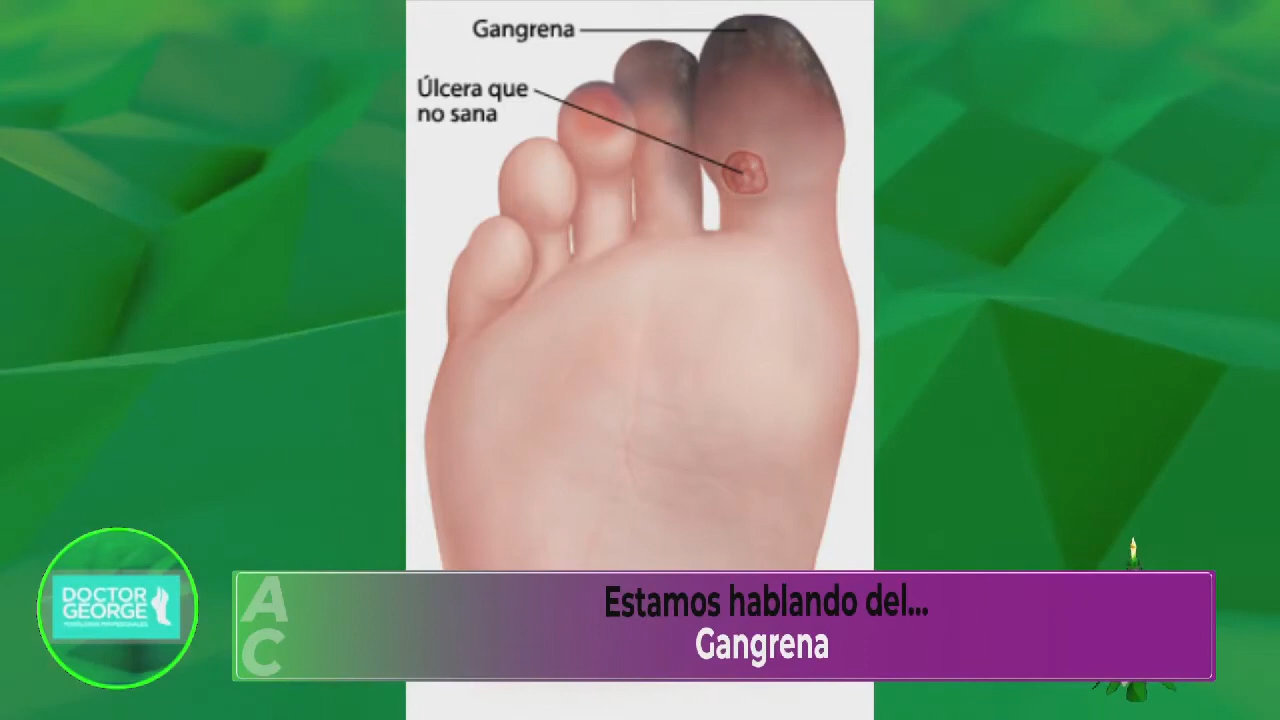 Gangrena
Úlcera que
no sana
DOCTOR
GEORGE
A
C
Estamos hablando del...
Gangrena